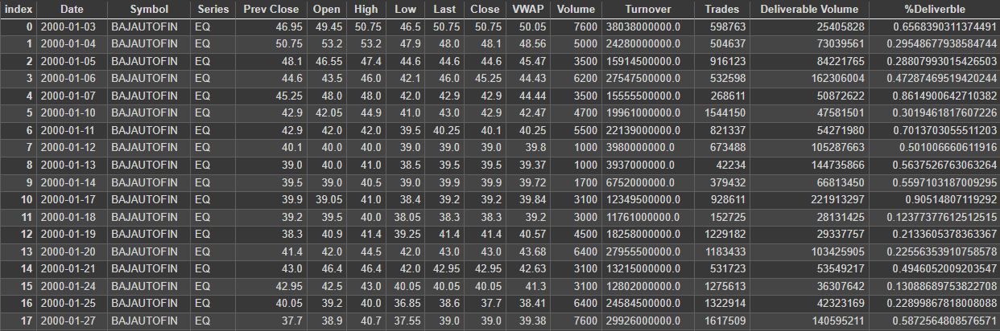 index Date Symbol Series Prev Close Open High Low Last Close VWAP Volume Turnover Trades Deliverable Volume %Deliverble
0 2000-01-03 BAJAUTOFIN EQ 46.95 49.45 50.75 46.5 50.75 50.75 50.05 7600 38038000000.0 598763 25405828 0.6568390311374491
1 2000-01-04 BAJAUTOFIN EQ 50.75 53.2 53.2 47.9 48.0 48.1 48.56 5000 24280000000.0 504637 73039561 0.29548677938584744
2 2000-01-05 BAJAUTOFIN EQ 48.1 46.55 47.4 44.6 44.6 44.6 45.47 3500 15914500000.0 916123 84221765 0.28807993015426503
3 2000-01-06 BAJAUTOFIN EQ 44.6 43.5 46.0 42.1 46.0 45.25 44.43 6200 27547500000.0 532598 162306004 0.47287469519420244
4 2000-01-07 BAJAUTOFIN EQ 45.25 48.0 48.0 42.0 42.9 42.9 44.44 3500 15555500000.0 268611 50872622 0.8614900642710382
5 2000-01-10 BAJAUTOFIN EQ 42.9 42.05 44.9 41.0 43.0 42.9 42.47 4700 19961000000.0 1544150 47581501 0.3019461817607226
6 2000-01-11 BAJAUTOFIN EQ 42.9 42.0 42.0 39.5 40.25 40.1 40.25 5500 22139000000.0 821337 54271980 0.7013703055511203
7 2000-01-12 BAJAUTOFIN EQ 40.1 40.0 40.0 39.0 39.0 39.0 39.8 1000 3980000000.0 673488 105287663 0.501006660611916
8 2000-01-13 BAJAUTOFIN EQ 39.0 40.0 41.0 38.5 39.5 39.5 39.37 1000 3937000000.0 42234 144735866 0.5637526763063264
9 2000-01-14 BAJAUTOFIN EQ 39.5 39.0 40.5 39.0 39.9 39.9 39.72 1700 6752000000.0 379432 66813450 0.5597103187009295
10 2000-01-17 BAJAUTOFIN EQ 39.9 39.05 41.0 38.4 39.2 39.2 39.84 3100 12349500000.0 928611 221913297 0.90514807119292
11 2000-01-18 BAJAUTOFIN EQ 39.2 39.5 40.0 38.05 38.3 38.3 39.2 3000 11761000000.0 152725 28131425 0.12377377612512515
12 2000-01-19 BAJAUTOFIN EQ 38.3 40.9 41.4 39.25 41.4 41.4 40.57 4500 18258000000.0 1229182 29337757 0.2133605378363367
13 2000-01-20 BAJAUTOFIN EQ 41.4 42.0 44.5 42.0 43.0 43.0 43.68 6400 27955500000.0 1183433 103425905 0.22556353910758578
14 2000-01-21 BAJAUTOFIN EQ 43.0 46.4 46.4 42.0 42.95 42.95 42.63 3100 13215000000.0 531723 53549217 0.4946052009203547
15 2000-01-24 BAJAUTOFIN EQ 42.95 42.5 43.0 40.05 40.05 40.05 41.3 3100 12802000000.0 1275613 36307642 0.13088689753822708
16 2000-01-25 BAJAUTOFIN EQ 40.05 39.2 40.0 36.85 38.6 37.7 38.41 6400 24584500000.0 1322914 42323169 0.22899867818008088
17 2000-01-27 BAJAUTOFIN EQ 37.7 38.9 40.7 37.55 39.0 39.0 39.38 7600 29926000000.0 1617509 140595211 0.5872564808576571